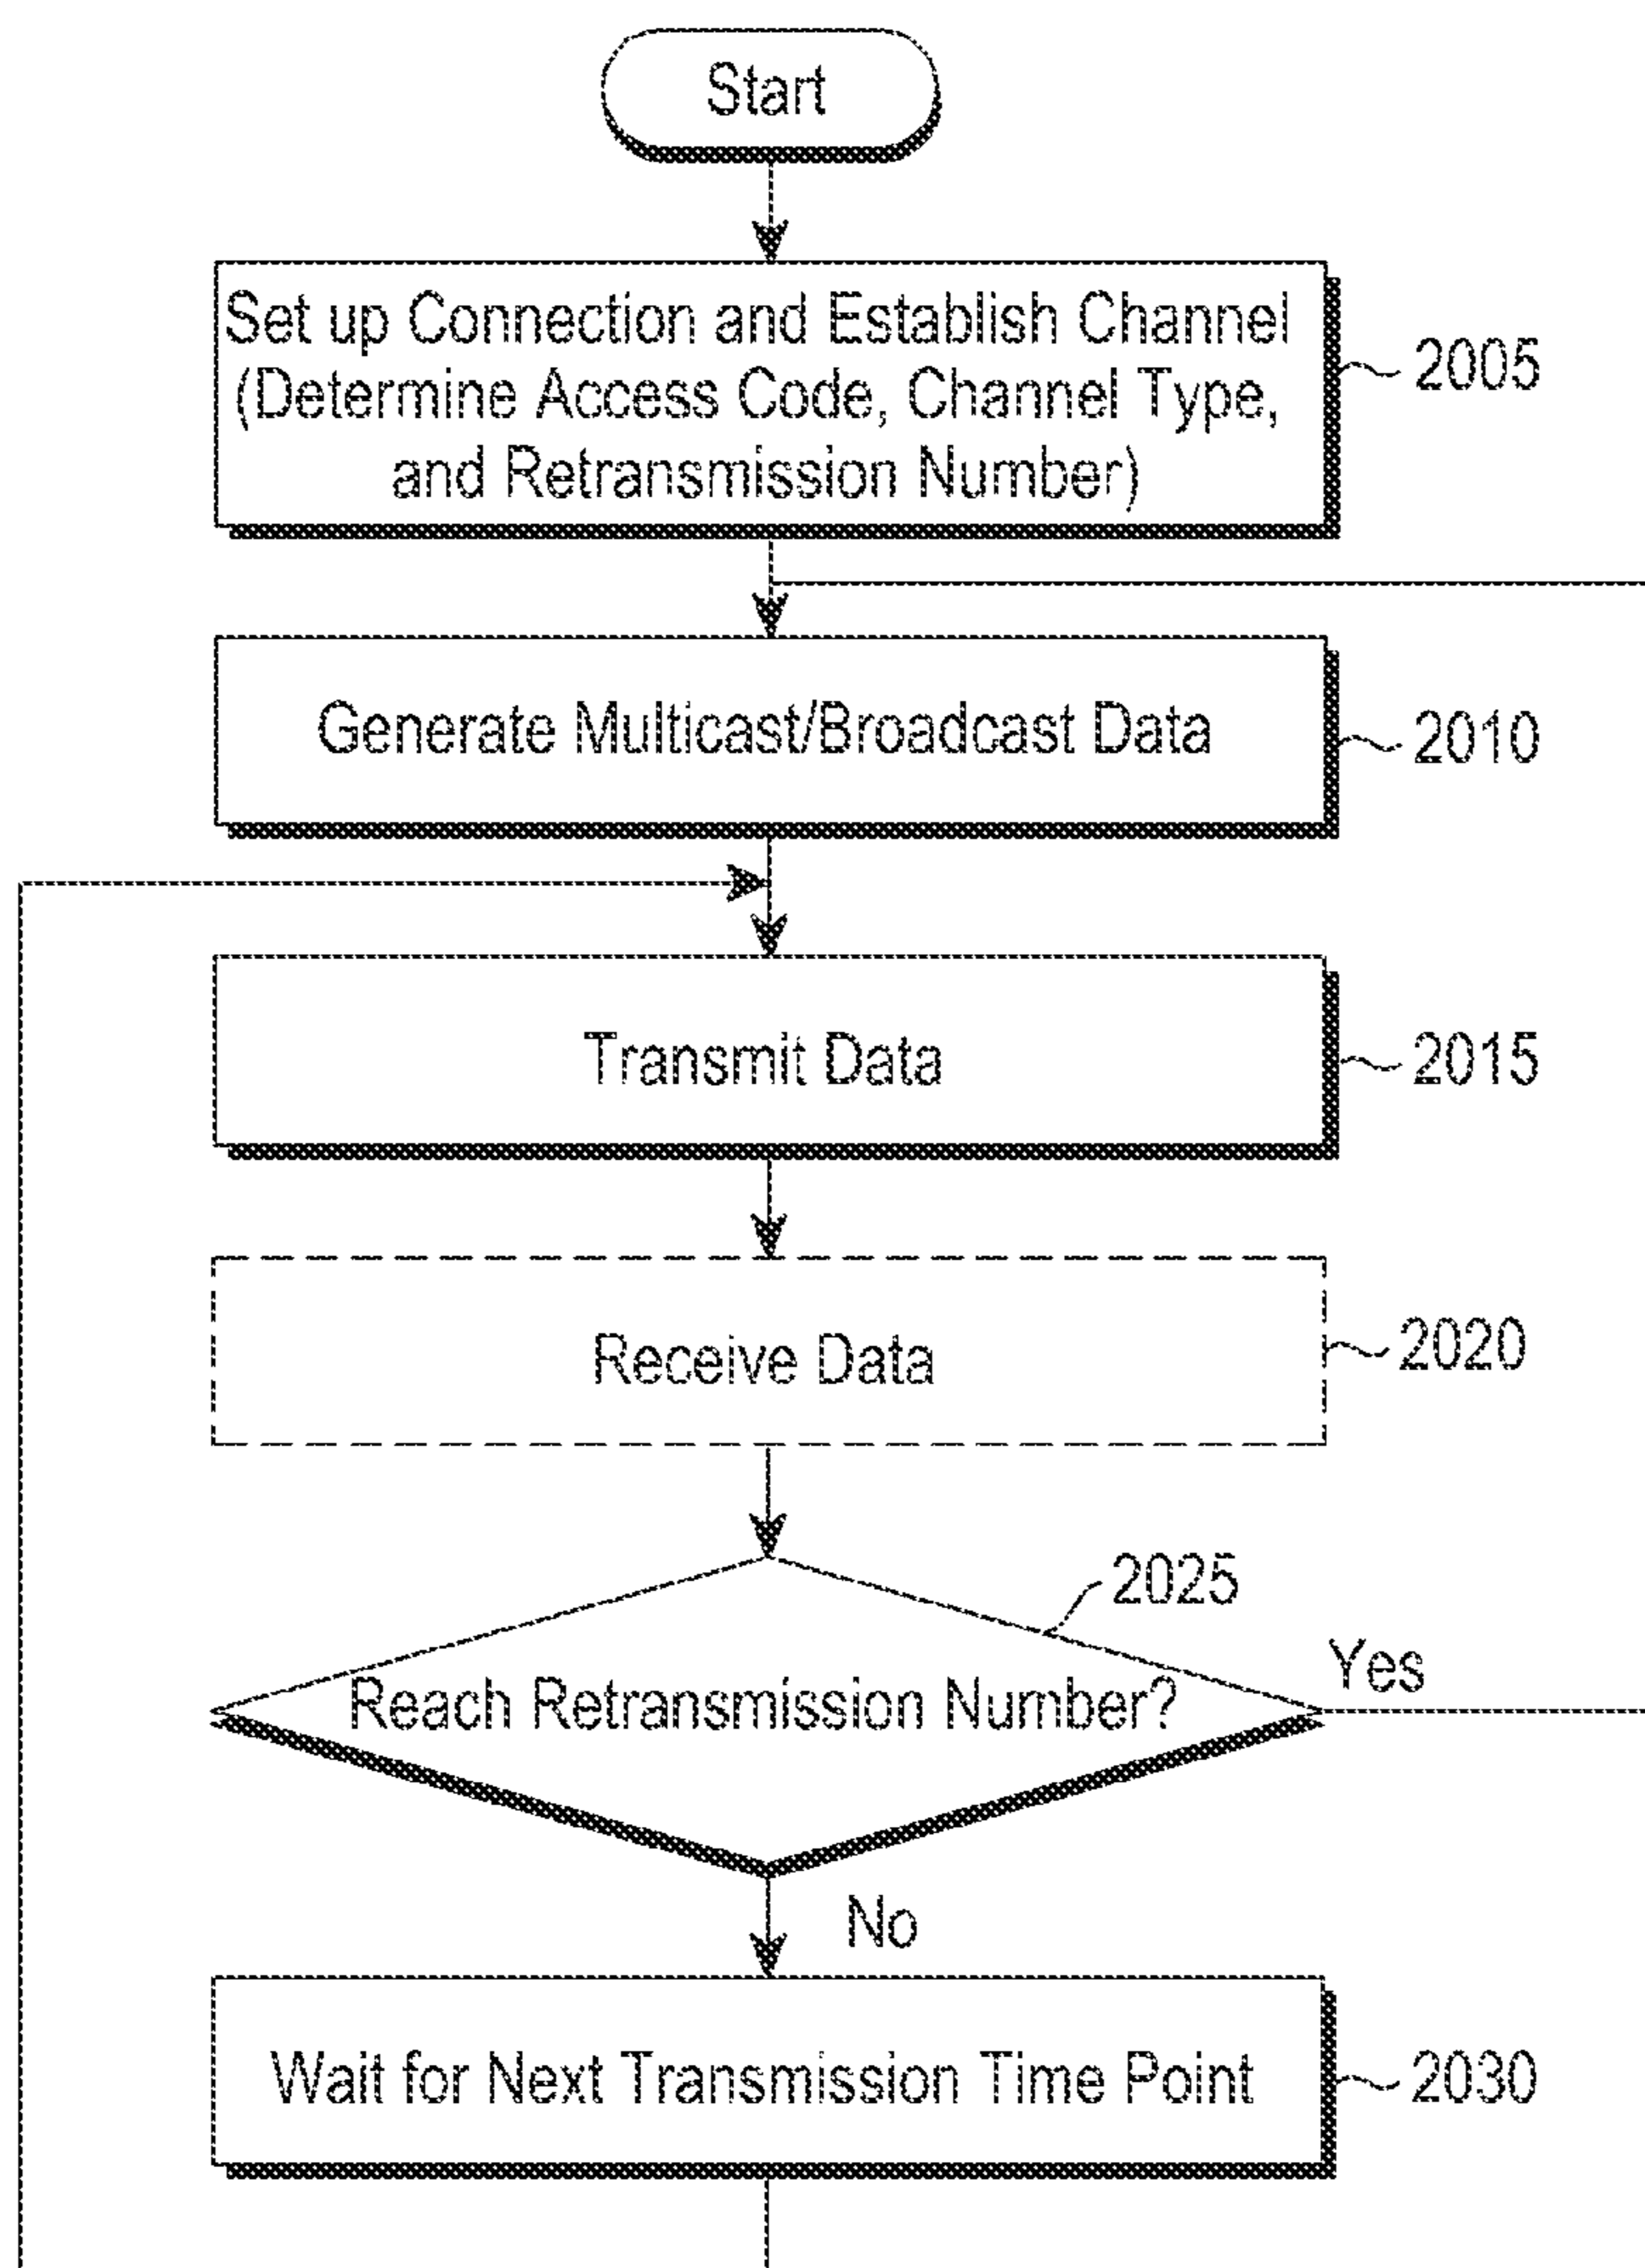 Start
Set up Connection and Establish Channel
(Determine Access Code, Channel Type,
and Retransmission Number)
2005
Generate Multicast/Broadcast Data
2010
Transmit Data
2015
Receive Data
2020
2025
Reach Retransmission Number?
Yes
No
Wait for Next Transmission Time Point
2030